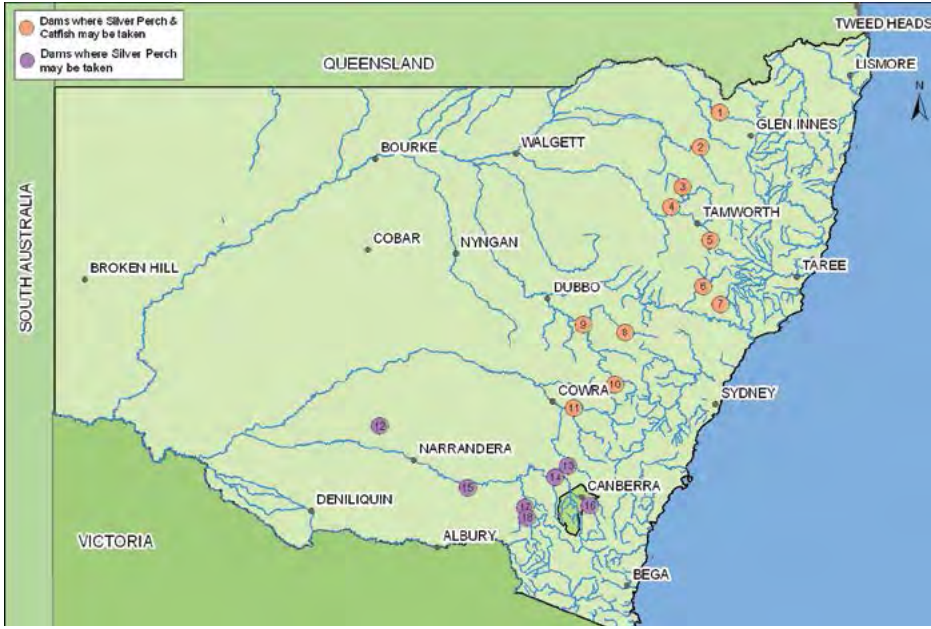 Dams where Silver Perch &
Catfish may be taken
Dams where Silver Perch
may be taken
TWEED HEADS
QUEENSLAND
LISMORE
N
1
GLEN INNES
2
WALGETT
BOURKE
3
4
TAMWORTH
5
COBAR
NYNGAN
SOUTH AUSTRALIA
BROKEN HILL
TAREE
6
DUBBO
7
9
8
10
COWRA
11
SYDNEY
12
NARRANDERA
13
14
15
CANBERRA
16
DENILIQUIN
17
18
ALBURY
VICTORIA
BEGA